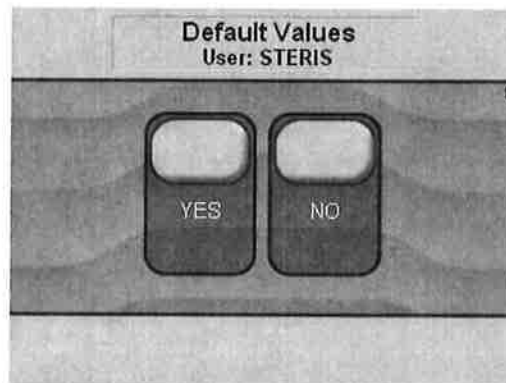 Default Values
User: STERIS
YES NO